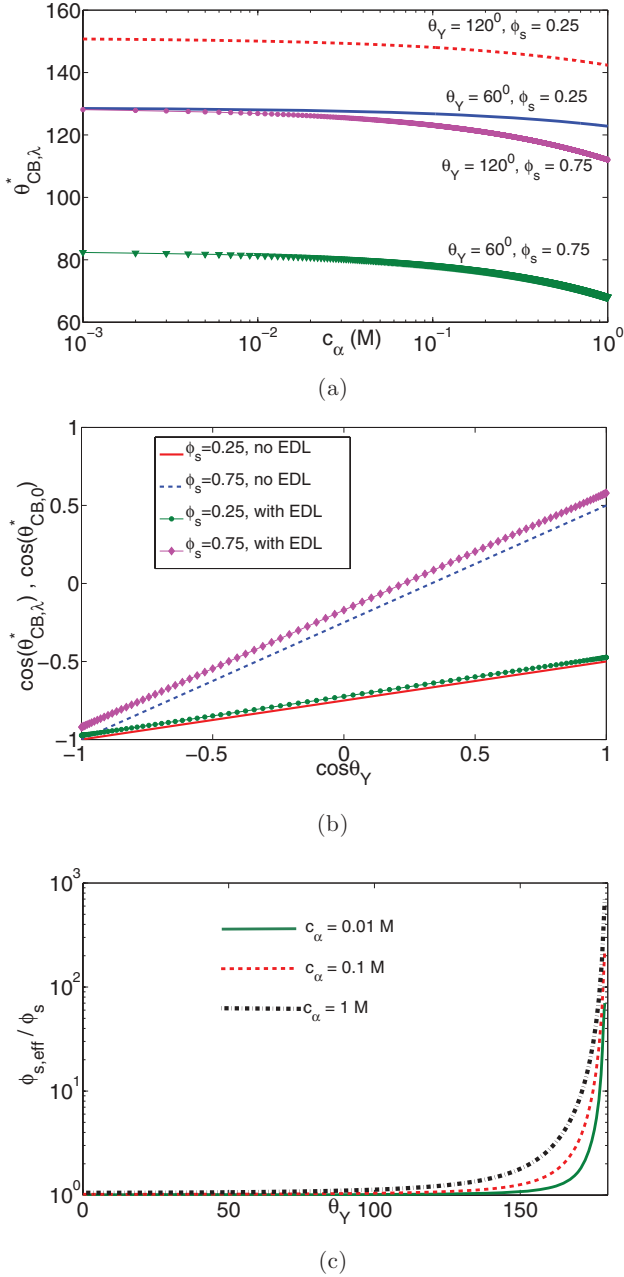 160
140
120
100
80
60
θ*CB,λ
θY = 120⁰, ϕs = 0.25
θY = 60⁰, ϕs = 0.25
θY = 120⁰, ϕs = 0.75
θY = 60⁰, ϕs = 0.75
10⁻³ 10⁻² 10⁻¹ 10⁰
cα (M)
(a)
1
0.5
0
−0.5
−1
cos(θ*CB,λ) , cos(θ*CB,0)
ϕs=0.25, no EDL
ϕs=0.75, no EDL
ϕs=0.25, with EDL
ϕs=0.75, with EDL
−1 −0.5 0 0.5 1
cosθY
(b)
10³
10²
10¹
10⁰
ϕs,eff / ϕs
cα = 0.01 M
cα = 0.1 M
cα = 1 M
0 50 100 150
θY
(c)